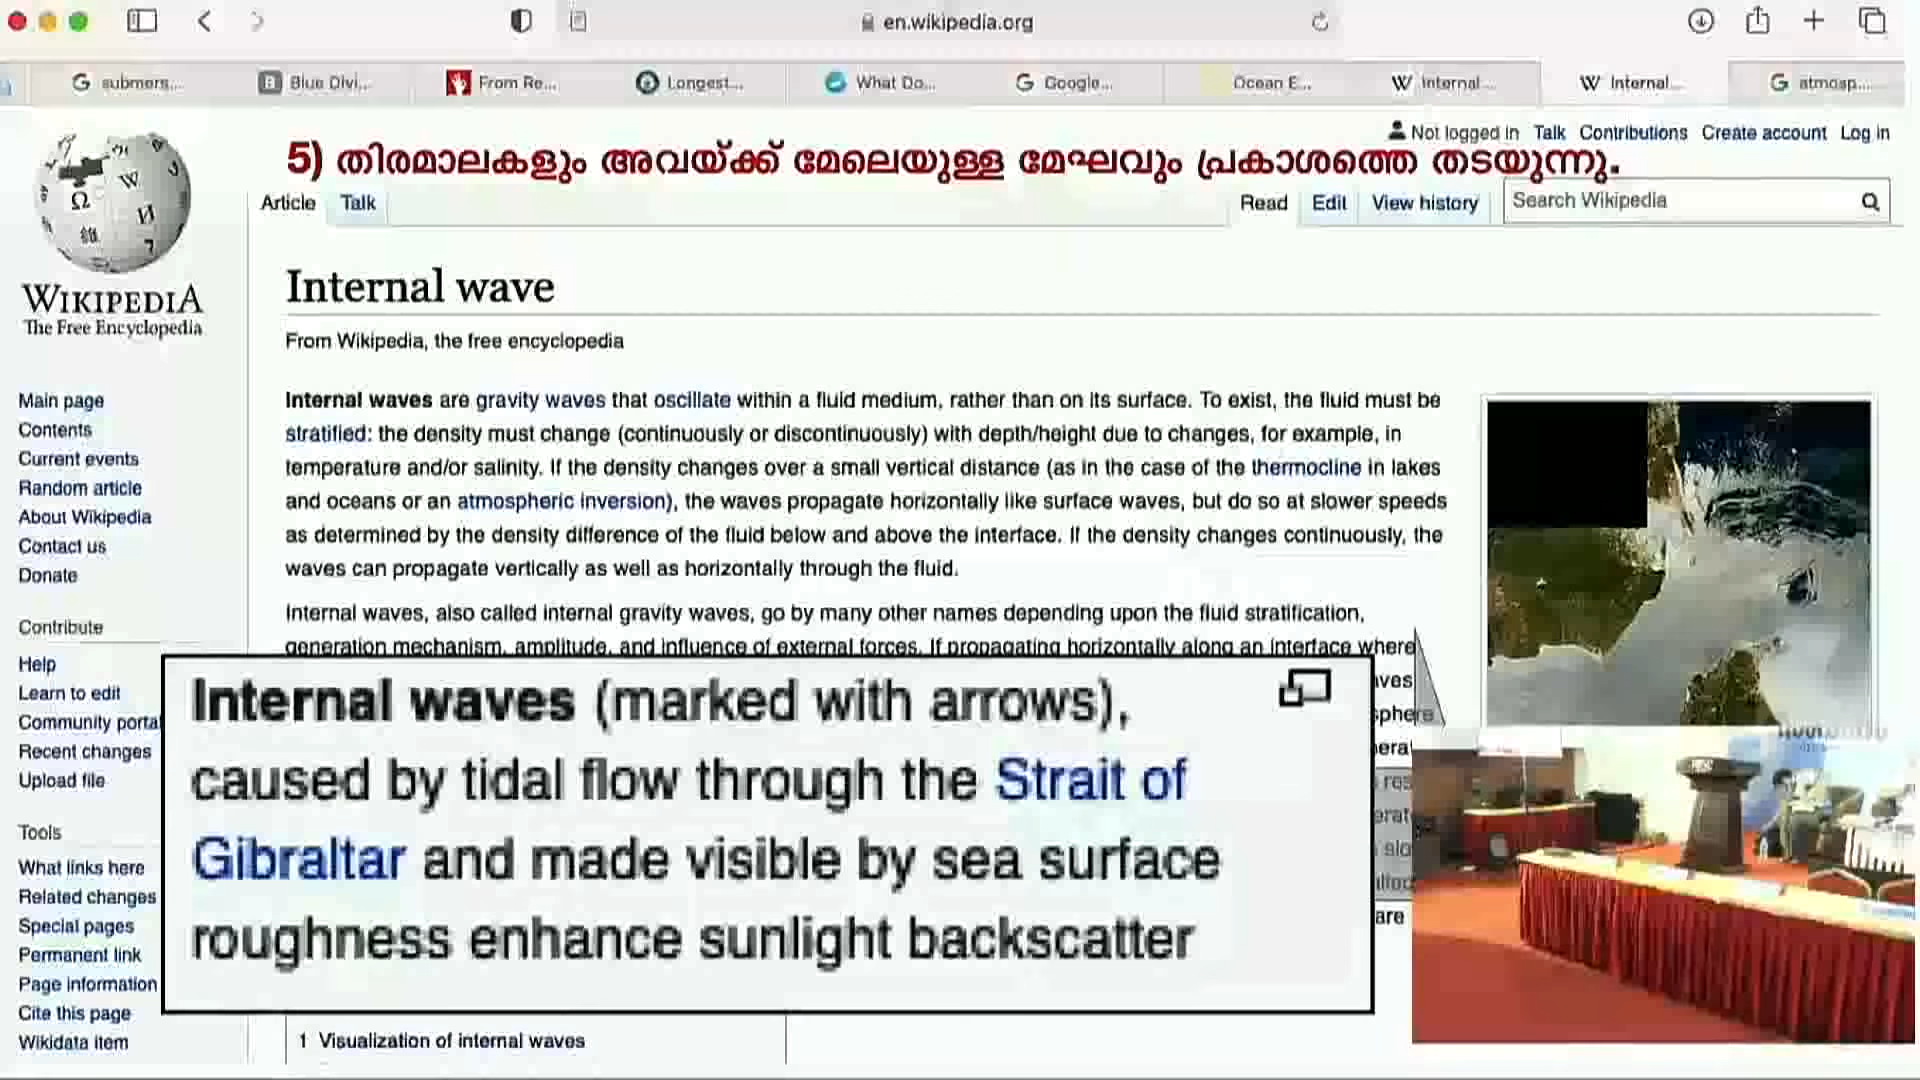 en.wikipedia.org
submers...
Blue Divi...
From Re...
Longest...
What Do...
Google...
Ocean E...
Internal...
Internal...
atmosp...
Not logged in Talk Contributions Create account Log in
5) തിരമാലകളും അവയ്ക്ക് മേലെയുള്ള മേഘവും പ്രകാശത്തെ തടയുന്നു.
Article Talk Read Edit View history Search Wikipedia
WIKIPEDIA
The Free Encyclopedia
Internal wave
From Wikipedia, the free encyclopedia
Internal waves are gravity waves that oscillate within a fluid medium, rather than on its surface. To exist, the fluid must be
stratified: the density must change (continuously or discontinuously) with depth/height due to changes, for example, in
temperature and/or salinity. If the density changes over a small vertical distance (as in the case of the thermocline in lakes
and oceans or an atmospheric inversion), the waves propagate horizontally like surface waves, but do so at slower speeds
as determined by the density difference of the fluid below and above the interface. If the density changes continuously, the
waves can propagate vertically as well as horizontally through the fluid.
Internal waves, also called internal gravity waves, go by many other names depending upon the fluid stratification,
generation mechanism, amplitude, and influence of external forces. If propagating horizontally along an interface where
Main page
Contents
Current events
Random article
About Wikipedia
Contact us
Donate
Contribute
Help
Learn to edit
Community portal
Recent changes
Upload file
Tools
What links here
Related changes
Special pages
Permanent link
Page information
Cite this page
Wikidata item
Internal waves (marked with arrows),
caused by tidal flow through the Strait of
Gibraltar and made visible by sea surface
roughness enhance sunlight backscatter
are
1 Visualization of internal waves